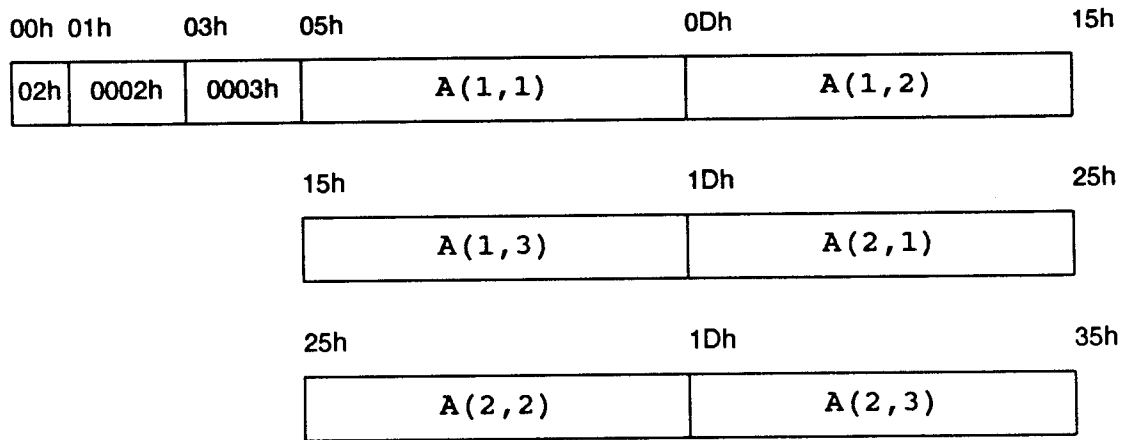 00h 01h 03h 05h 0Dh 15h
02h 0002h 0003h A(1,1) A(1,2)
15h 1Dh 25h
A(1,3) A(2,1)
25h 1Dh 35h
A(2,2) A(2,3)